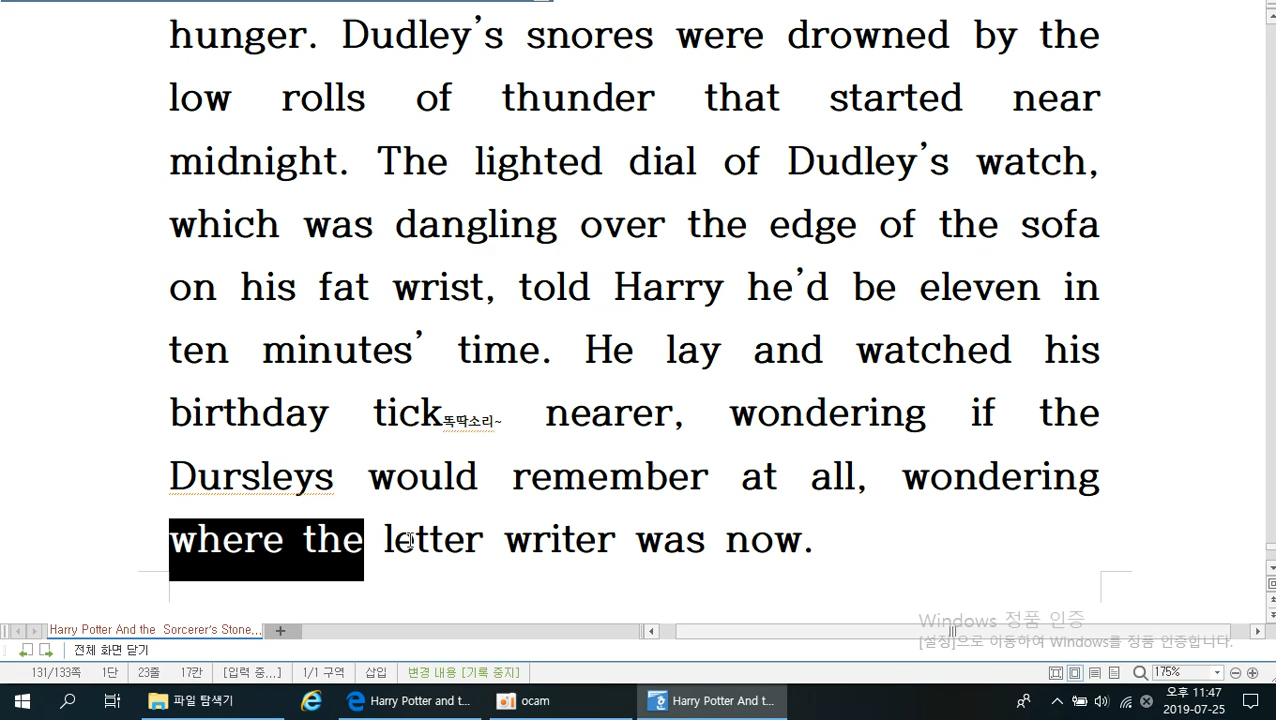 hunger. Dudley’s snores were drowned by the
low rolls of thunder that started near
midnight. The lighted dial of Dudley’s watch,
which was dangling over the edge of the sofa
on his fat wrist, told Harry he’d be eleven in
ten minutes’ time. He lay and watched his
birthday tick똑딱소리~ nearer, wondering if the
Dursleys would remember at all, wondering
where the letter writer was now.
Windows 정품 인증
[설정]으로 이동하여 Windows를 정품 인증합니다.
Harry Potter And the Sorcerer's Stone...
전체 화면 닫기
131/133쪽 1단 23줄 17칸 [입력 중...] 1/1 구역 삽입 변경 내용 [기록 중지] 175%
파일 탐색기 Harry Potter and t... ocam Harry Potter And t... 오후 11:47
2019-07-25